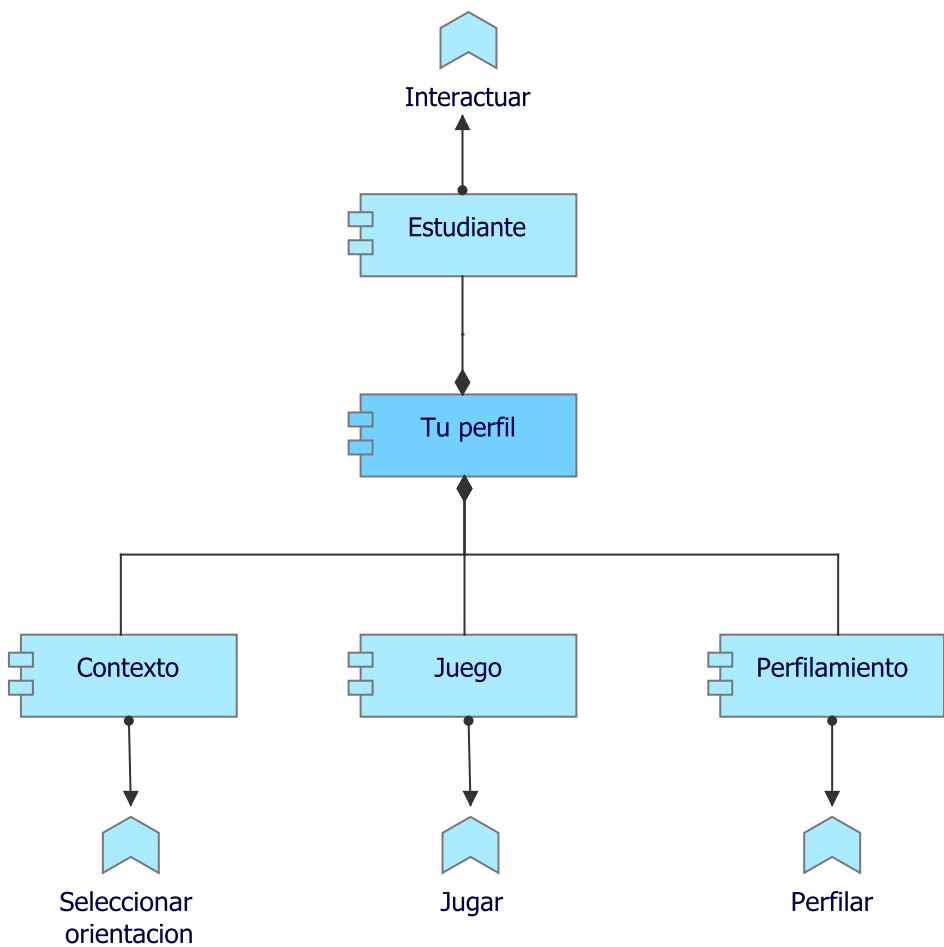 Interactuar
Estudiante
Tu perfil
Contexto
Juego
Perfilamiento
Seleccionar
orientacion
Jugar
Perfilar